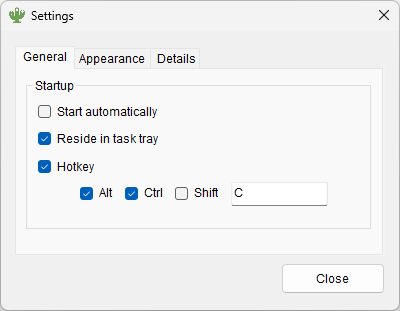 Settings
General Appearance Details
Startup
Start automatically
Reside in task tray
Hotkey
Alt Ctrl Shift C
Close